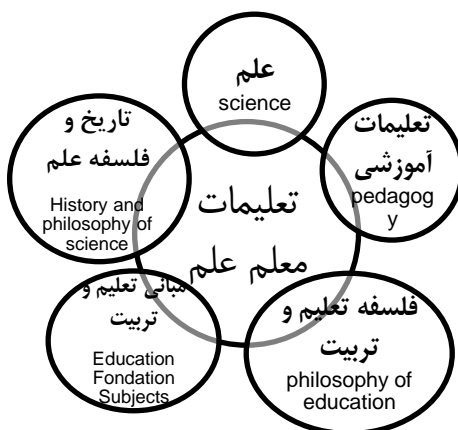 علم
science
تعلیمات
آموزشی
pedagog
y
تاریخ و
فلسفه علم
History and
philosophy of
science
تعلیمات
معلم علم
مبانی تعلیم و
تربیت
Education
Fondation
Subjects
فلسفه تعلیم و
تربیت
philosophy of
education